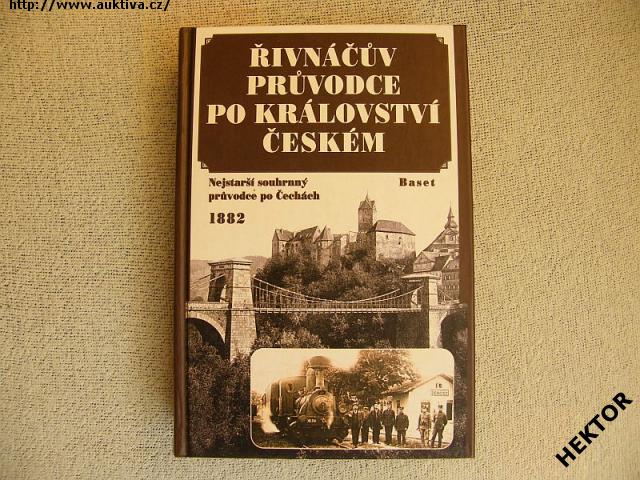 http://www.auktiva.cz/
ŘIVNÁČŮV
PRŮVODCE
PO KRÁLOVSTVÍ
ČESKÉM
Nejstarší souhrnný
průvodce po Čechách
Baset
1882
HEKTOR